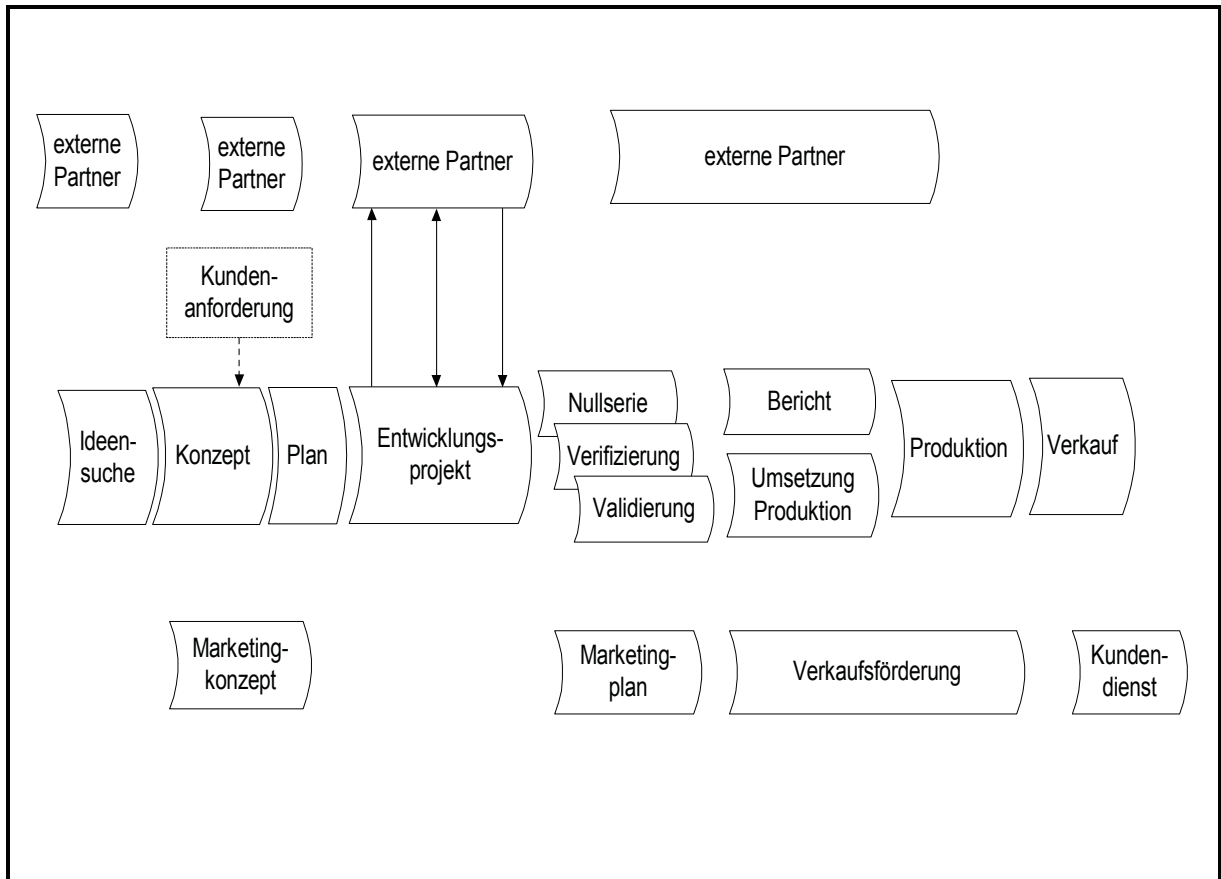 externe
Partner
externe
Partner
externe Partner
externe Partner
Kunden-
anforderung
Ideen-
suche
Konzept
Plan
Entwicklungs-
projekt
Nullserie
Verifizierung
Validierung
Bericht
Umsetzung
Produktion
Produktion
Verkauf
Marketing-
konzept
Marketing-
plan
Verkaufsförderung
Kunden-
dienst